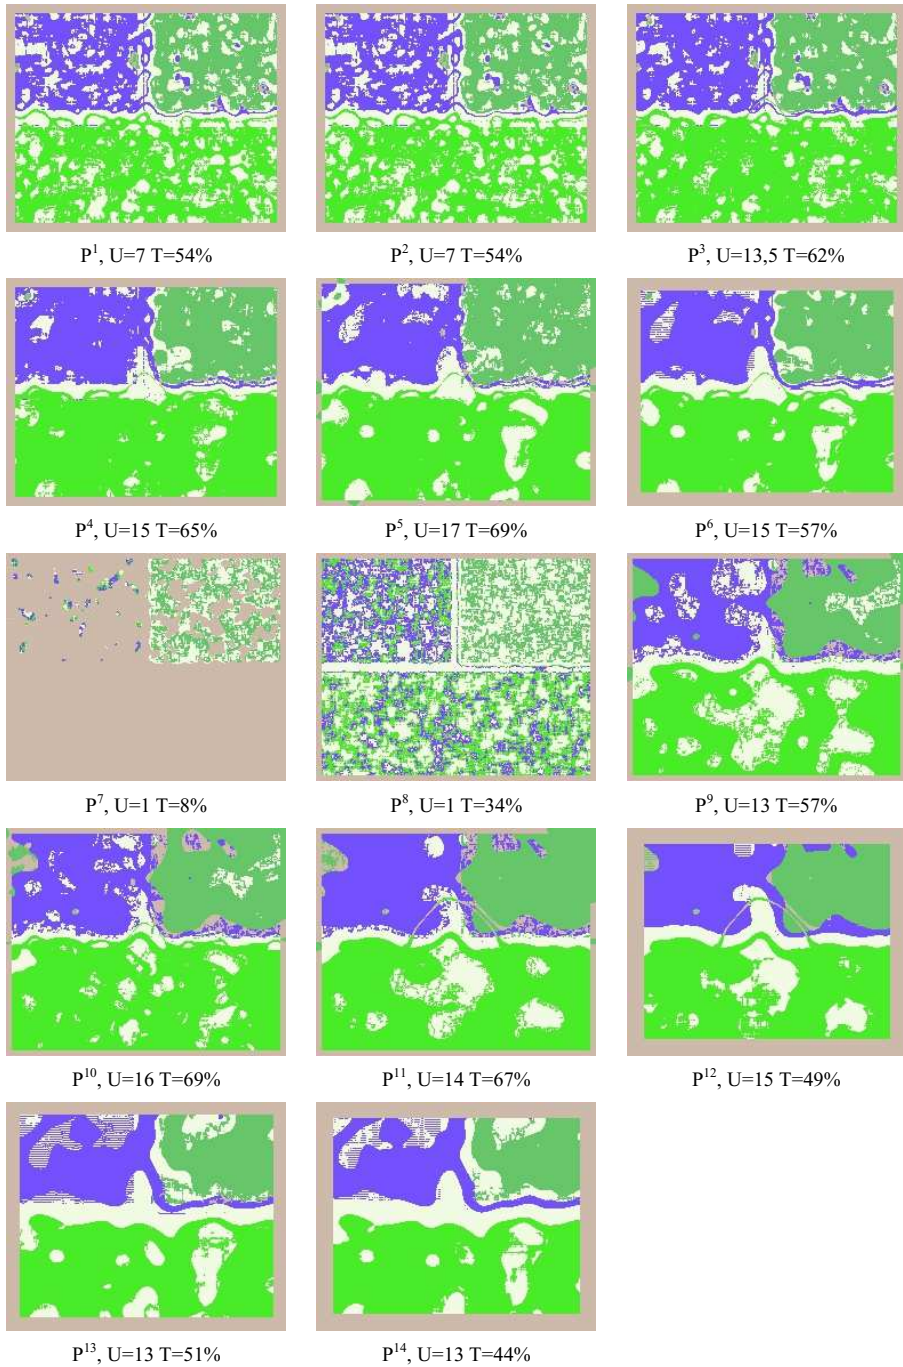 P¹, U=7 T=54%
P², U=7 T=54%
P³, U=13,5 T=62%
P⁴, U=15 T=65%
P⁵, U=17 T=69%
P⁶, U=15 T=57%
P⁷, U=1 T=8%
P⁸, U=1 T=34%
P⁹, U=13 T=57%
P¹⁰, U=16 T=69%
P¹¹, U=14 T=67%
P¹², U=15 T=49%
P¹³, U=13 T=51%
P¹⁴, U=13 T=44%